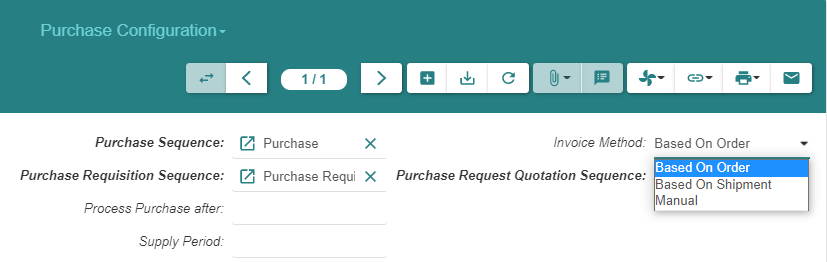 Purchase Configuration
1 / 1
Purchase Sequence: Purchase Invoice Method: Based On Order
Purchase Requisition Sequence: Purchase Requi Purchase Request Quotation Sequence: Based On Order
Based On Shipment
Manual
Process Purchase after:
Supply Period: